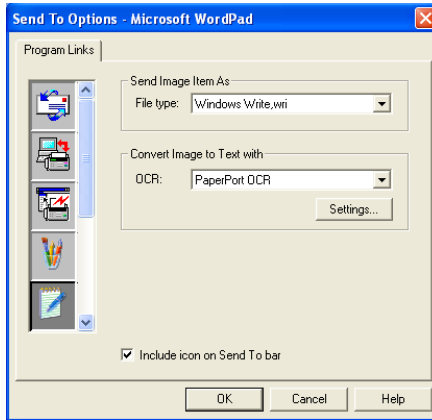 Send To Options - Microsoft WordPad
Program Links
Send Image Item As
File type: Windows Write,wri
Convert Image to Text with
OCR: PaperPort OCR
Settings...
Include icon on Send To bar
OK Cancel Help